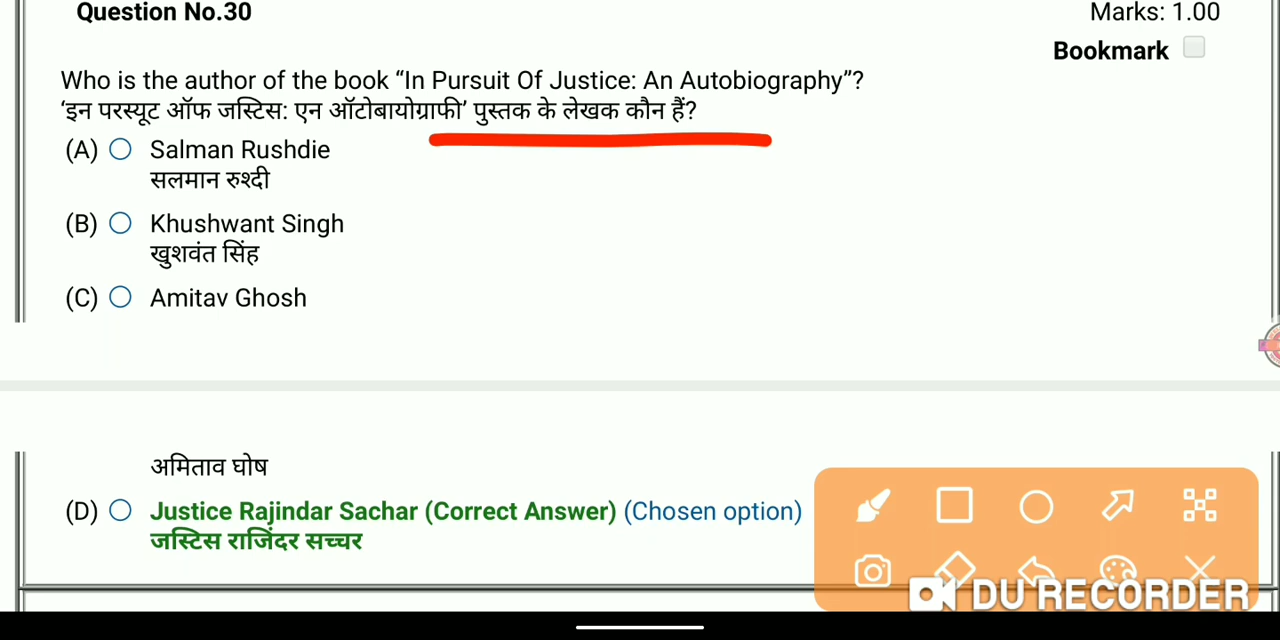 Question No.30
Marks: 1.00
Bookmark
Who is the author of the book “In Pursuit Of Justice: An Autobiography”?
‘इन परस्यूट ऑफ जस्टिस: एन ऑटोबायोग्राफी’ पुस्तक के लेखक कौन हैं?
(A) Salman Rushdie
सलमान रुश्दी
(B) Khushwant Singh
खुशवंत सिंह
(C) Amitav Ghosh
अमिताव घोष
(D) Justice Rajindar Sachar (Correct Answer) (Chosen option)
जस्टिस राजिंदर सच्चर
DU RECORDER